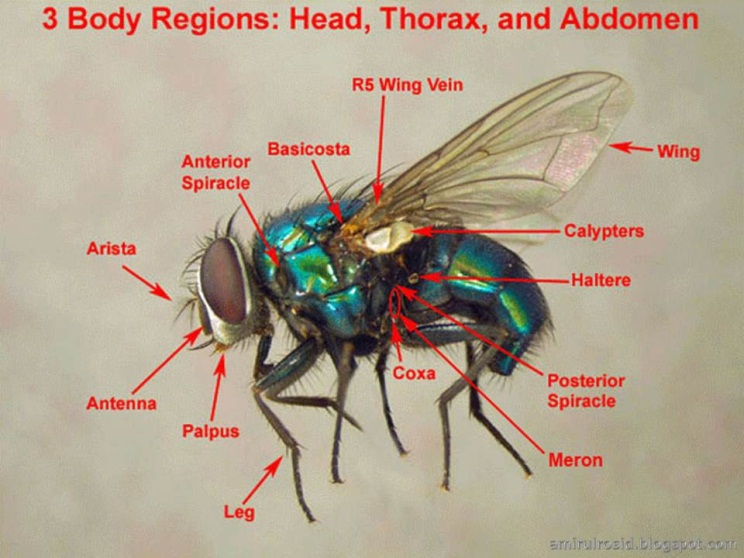 3 Body Regions: Head, Thorax, and Abdomen
R5 Wing Vein
Basicosta
Wing
Anterior
Spiracle
Calypters
Arista
Haltere
Coxa
Posterior
Spiracle
Antenna
Palpus
Meron
Leg
amirulrosid.blogspot.com